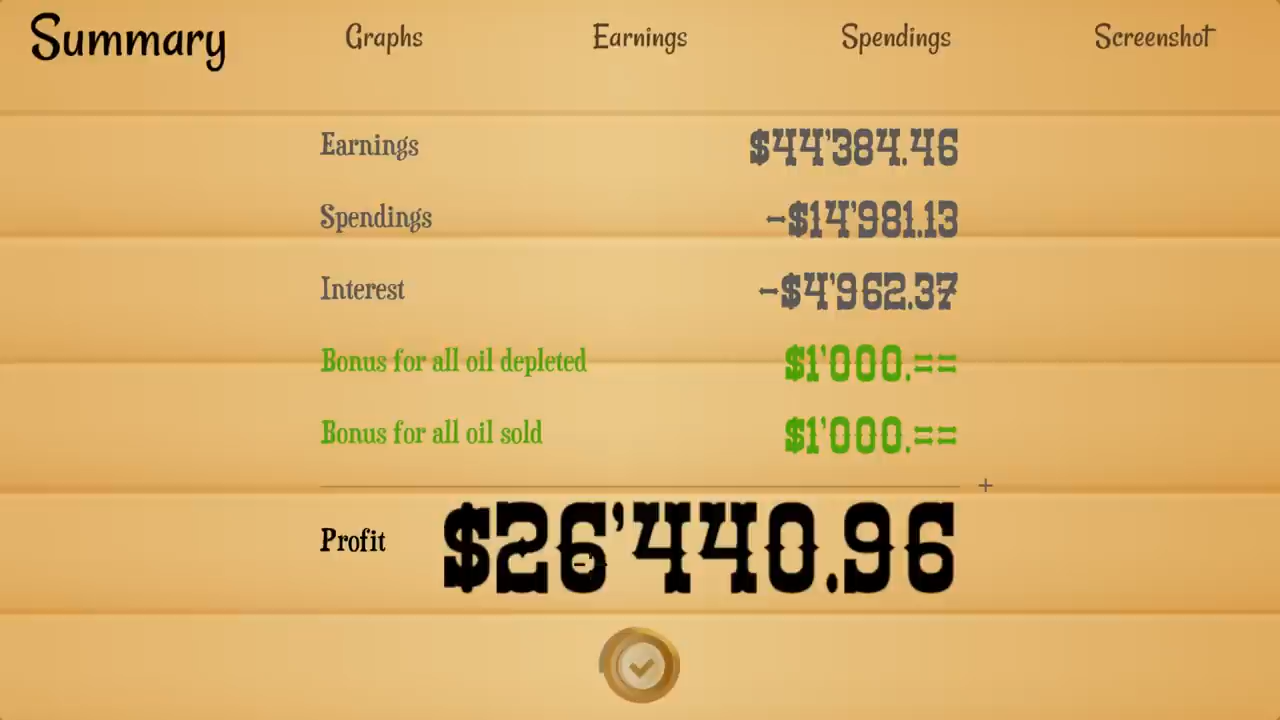 Summary Graphs Earnings Spendings Screenshot
Earnings $44'384.46
Spendings -$14'981.13
Interest -$4'962.37
Bonus for all oil depleted $1'000.==
Bonus for all oil sold $1'000.==
+
Profit $26'440.96